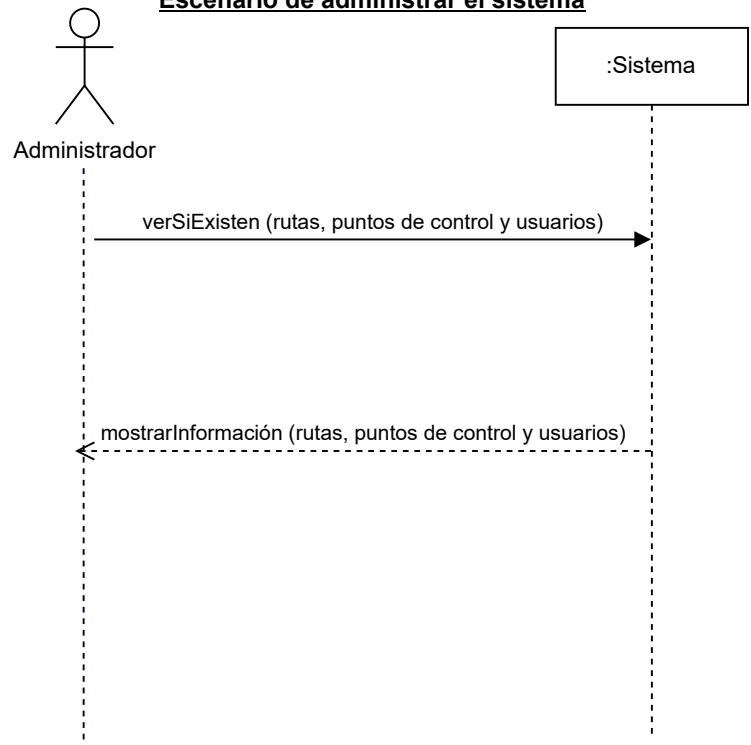 Escenario de administrar el sistema
:Sistema
Administrador
verSiExisten (rutas, puntos de control y usuarios)
mostrarInformación (rutas, puntos de control y usuarios)